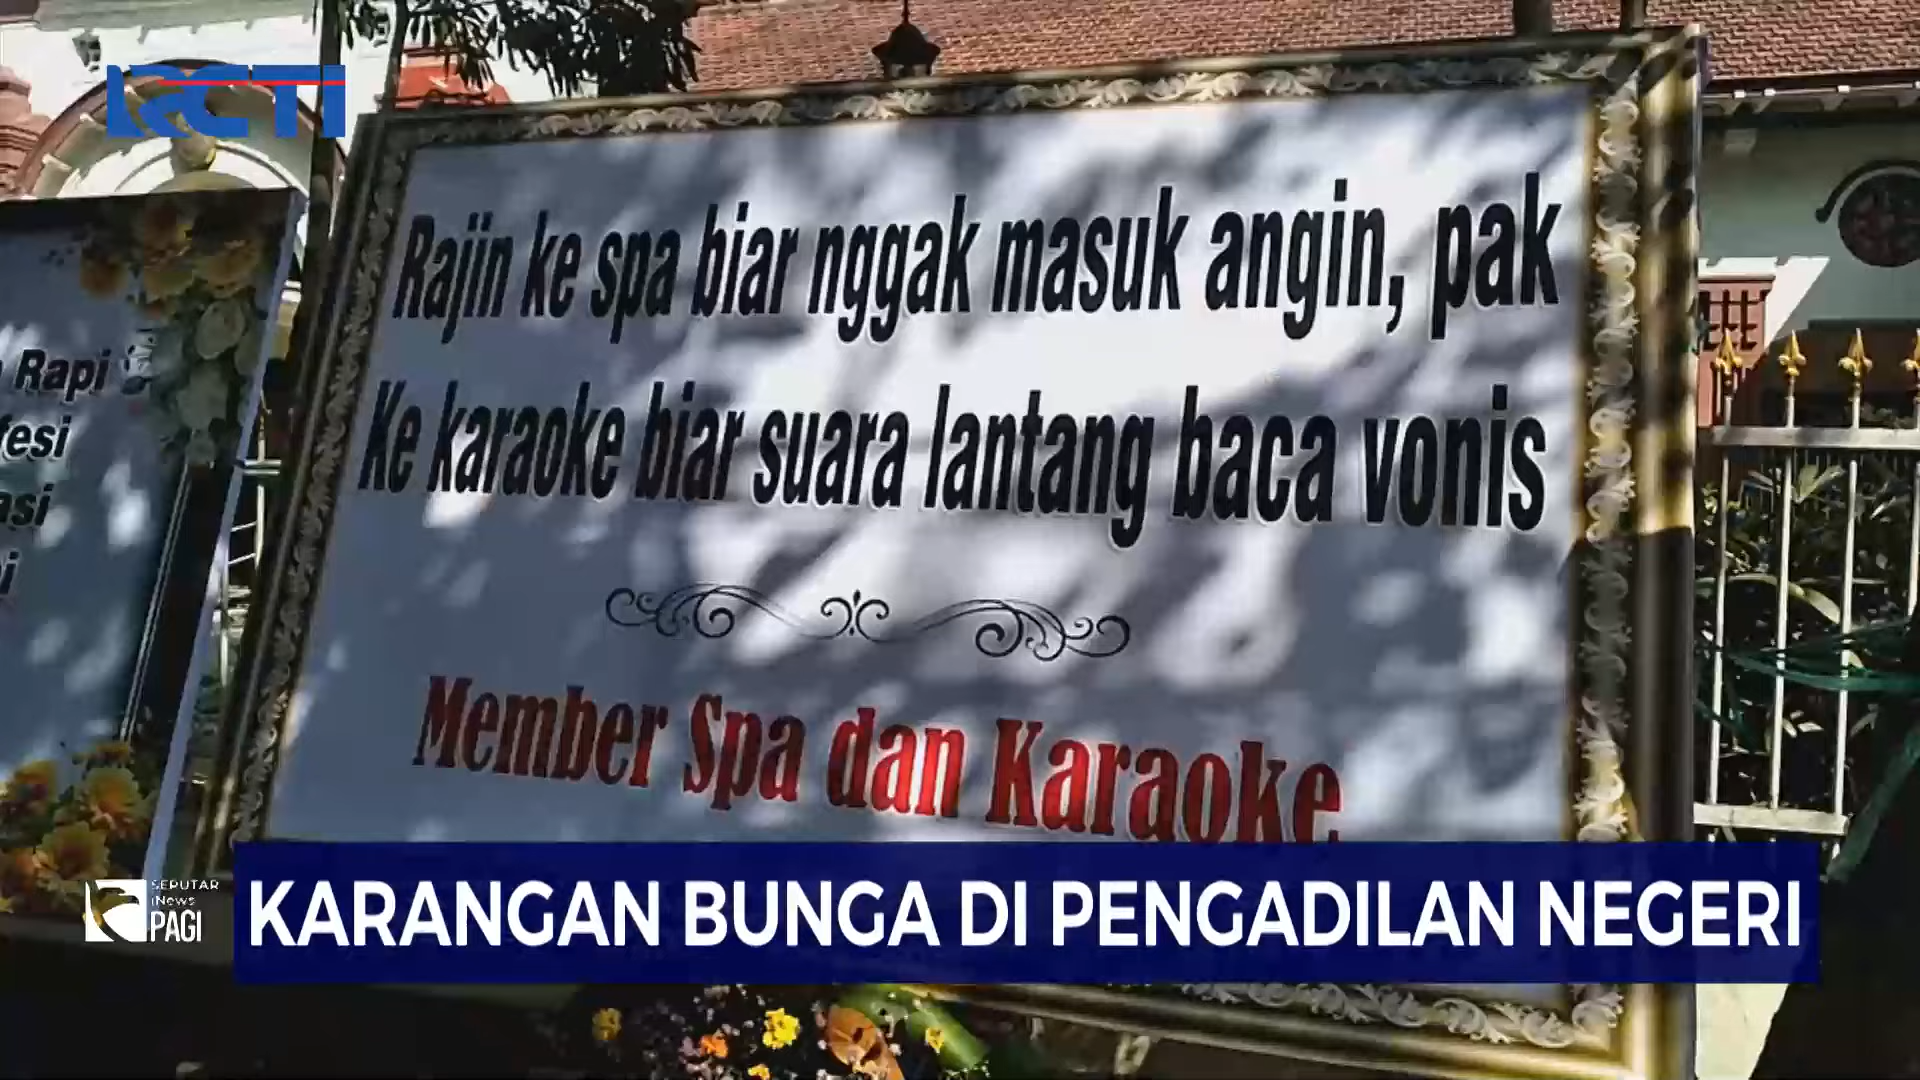 RCTI
Rajin ke spa biar nggak masuk angin, pak
Ke karaoke biar suara lantang baca vonis
Member Spa dan Karaoke
Rapi
fesi
asi
SEPUTAR
iNews
PAGI
KARANGAN BUNGA DI PENGADILAN NEGERI